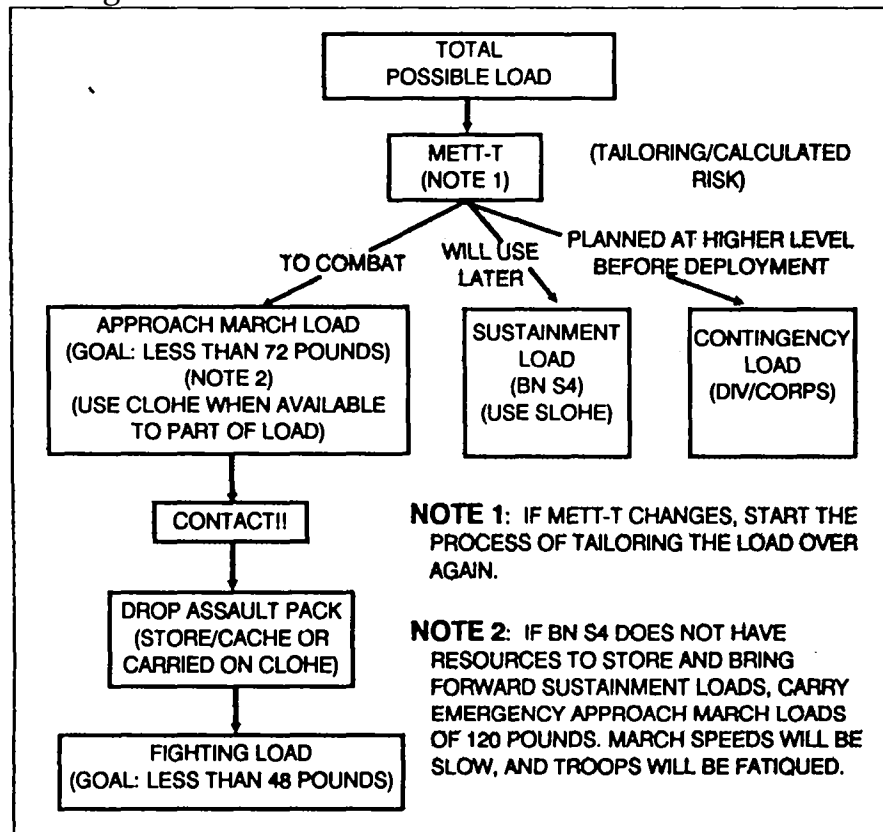 TOTAL
POSSIBLE LOAD
METT-T
(NOTE 1)
(TAILORING/CALCULATED
RISK)
TO COMBAT
WILL USE
LATER
PLANNED AT HIGHER LEVEL
BEFORE DEPLOYMENT
APPROACH MARCH LOAD
(GOAL: LESS THAN 72 POUNDS)
(NOTE 2)
(USE CLOHE WHEN AVAILABLE
TO PART OF LOAD)
SUSTAINMENT
LOAD
(BN S4)
(USE SLOHE)
CONTINGENCY
LOAD
(DIV/CORPS)
CONTACT!!
DROP ASSAULT PACK
(STORE/CACHE OR
CARRIED ON CLOHE)
FIGHTING LOAD
(GOAL: LESS THAN 48 POUNDS)
NOTE 1: IF METT-T CHANGES, START THE
PROCESS OF TAILORING THE LOAD OVER
AGAIN.
NOTE 2: IF BN S4 DOES NOT HAVE
RESOURCES TO STORE AND BRING
FORWARD SUSTAINMENT LOADS, CARRY
EMERGENCY APPROACH MARCH LOADS
OF 120 POUNDS. MARCH SPEEDS WILL BE
SLOW, AND TROOPS WILL BE FATIQUED.